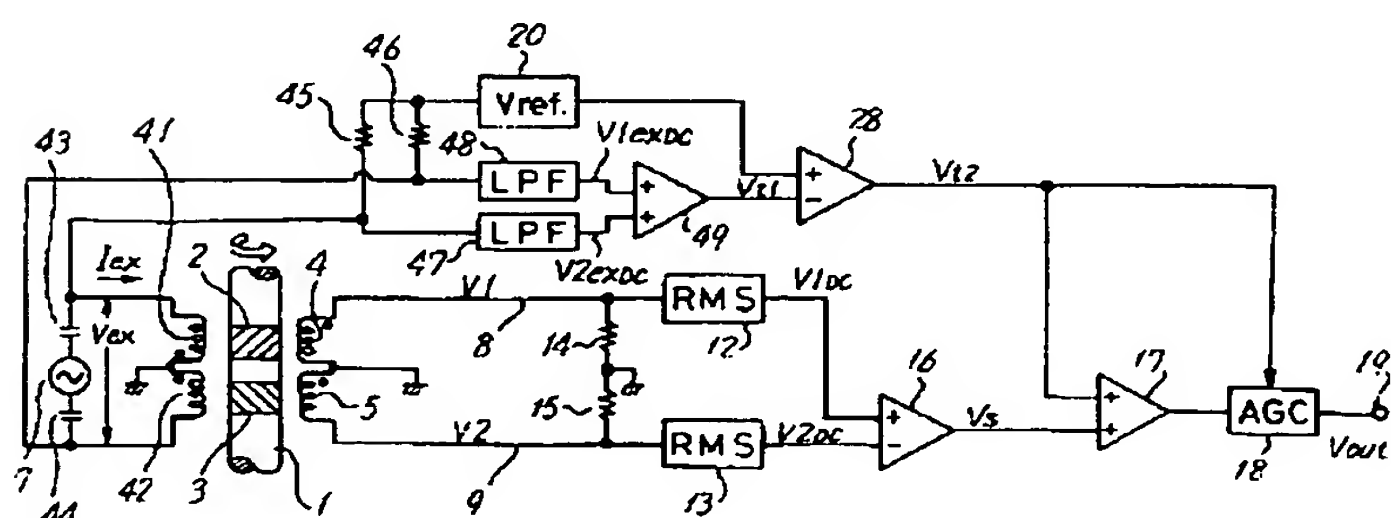 20
46
45
Vref.
28
41
43
48
V1exDC
LPF
Vt1
Vt2
49
LPF
47
V2exDC
Iex
2
4
V1
RMS
V1DC
8
14
12
Vex
16
17
19
5
15
Vs
AGC
V2
RMS
V2DC
Vout
18
7
42
3
1
9
13
44